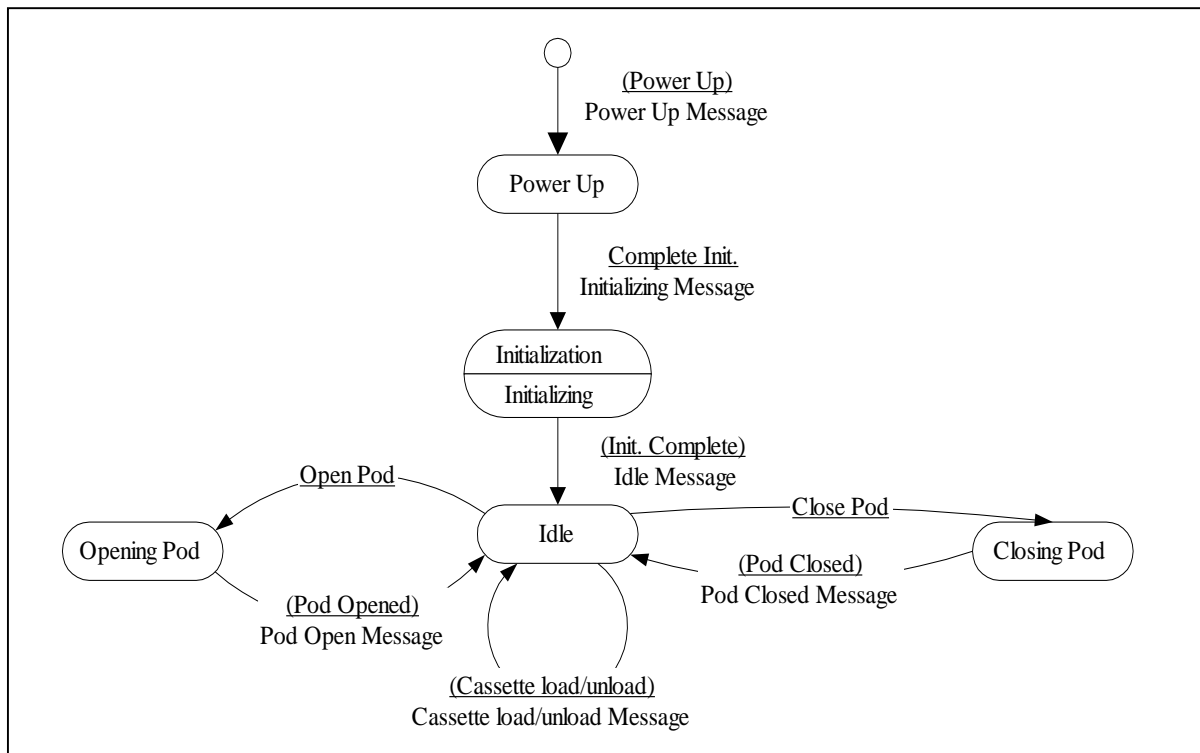 (Power Up)
Power Up Message
Power Up
Complete Init.
Initializing Message
Initialization
Initializing
(Init. Complete)
Idle Message
Open Pod
Close Pod
Opening Pod
Idle
Closing Pod
(Pod Opened)
Pod Open Message
(Pod Closed)
Pod Closed Message
(Cassette load/unload)
Cassette load/unload Message